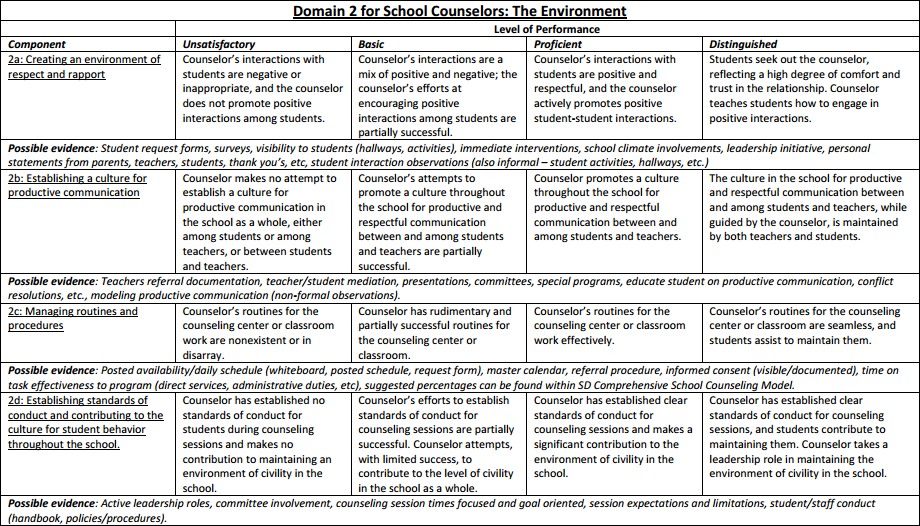 Domain 2 for School Counselors: The Environment
Level of Performance
Component
Unsatisfactory
Basic
Proficient
Distinguished
2a: Creating an environment of
respect and rapport
Counselor's interactions with
students are negative or
inappropriate, and the counselor
does not promote positive
interactions among students.
Counselor's interactions are a
mix of positive and negative; the
counselor's efforts at
encouraging positive
interactions among students are
partially successful.
Counselor's interactions with
students are positive and
respectful, and the counselor
actively promotes positive
student-student interactions.
Students seek out the counselor,
reflecting a high degree of comfort and
trust in the relationship. Counselor
teaches students how to engage in
positive interactions.
Possible evidence: Student request forms, surveys, visibility to students (hallways, activities), immediate interventions, school climate involvements, leadership initiative, personal
statements from parents, teachers, students, thank you's, etc, student interaction observations (also informal – student activities, hallways, etc.)
2b: Establishing a culture for
productive communication
Counselor makes no attempt to
establish a culture for
productive communication in
the school as a whole, either
among students or among
teachers, or between students
and teachers.
Counselor's attempts to
promote a culture throughout
the school for productive and
respectful communication
between and among students
and teachers are partially
successful.
Counselor promotes a culture
throughout the school for
productive and respectful
communication between and
among students and teachers.
The culture in the school for productive
and respectful communication between
and among students and teachers, while
guided by the counselor, is maintained
by both teachers and students.
Possible evidence: Teachers referral documentation, teacher/student mediation, presentations, committees, special programs, educate student on productive communication, conflict
resolutions, etc., modeling productive communication (non-formal observations).
2c: Managing routines and
procedures
Counselor's routines for the
counseling center or classroom
work are nonexistent or in
disarray.
Counselor has rudimentary and
partially successful routines for
the counseling center or
classroom.
Counselor's routines for the
counseling center or classroom
work effectively.
Counselor's routines for the counseling
center or classroom are seamless, and
students assist to maintain them.
Possible evidence: Posted availability/daily schedule (whiteboard, posted schedule, request form), master calendar, referral procedure, informed consent (visible/documented), time on
task effectiveness to program (direct services, administrative duties, etc), suggested percentages can be found within SD Comprehensive School Counseling Model.
2d: Establishing standards of
conduct and contributing to the
culture for student behavior
throughout the school.
Counselor has established no
standards of conduct for
students during counseling
sessions and makes no
contribution to maintaining an
environment of civility in the
school.
Counselor's efforts to establish
standards of conduct for
counseling sessions are partially
successful. Counselor attempts,
with limited success, to
contribute to the level of civility
in the school as a whole.
Counselor has established clear
standards of conduct for
counseling sessions and makes a
significant contribution to the
environment of civility in the
school.
Counselor has established clear
standards of conduct for counseling
sessions, and students contribute to
maintaining them. Counselor takes a
leadership role in maintaining the
environment of civility in the school.
Possible evidence: Active leadership roles, committee involvement, counseling session times focused and goal oriented, session expectations and limitations, student/staff conduct
(handbook, policies/procedures).